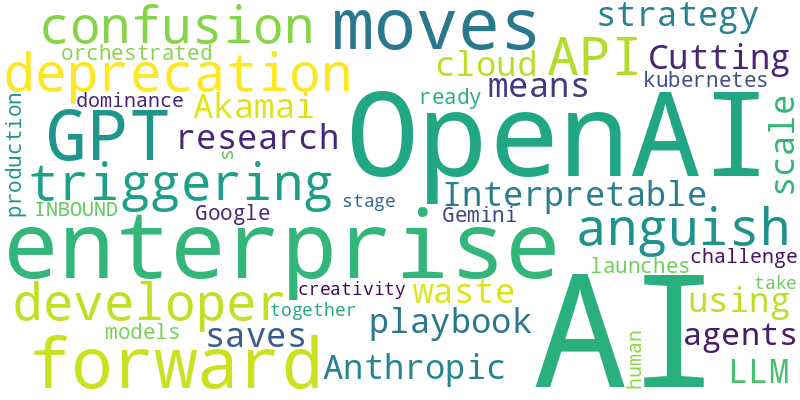 confusion
moves
strategy
orchestrated
cloud
API
Cutting
deprecation
means
kubernetes
dominance
Akamai
ready
OpenAI
production
GPT
research
scale
s
triggering
Interpretable
INBOUND
Google
stage
Gemini
anguish
enterprise
challenge
launches
developer
creativity
waste
AI
take
together
using
models
saves
playbook
agents
forward
Anthropic
human
LLM